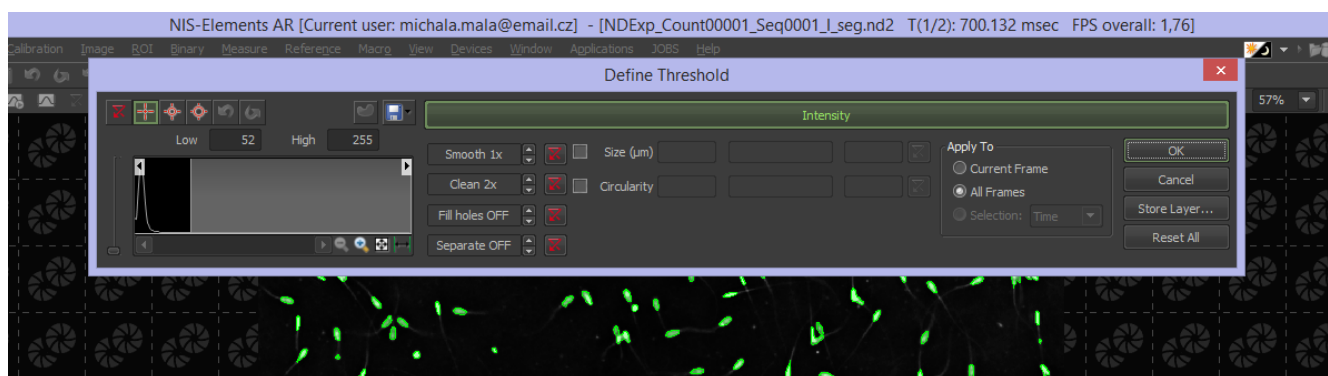 NIS-Elements AR [Current user: michala.mala@email.cz] - [NDExp_Count00001_Seq0001_I_seg.nd2 T(1/2): 700.132 msec FPS overall: 1,76]
Calibration Image ROI Binary Measure Reference Macro View Devices Window Applications JOBS Help
Define Threshold
57%
Intensity
Low 52 High 255
Smooth 1x Size (μm)
Clean 2x Circularity
Fill holes OFF
Separate OFF
Apply To
Current Frame
All Frames
Selection: Time
OK
Cancel
Store Layer...
Reset All